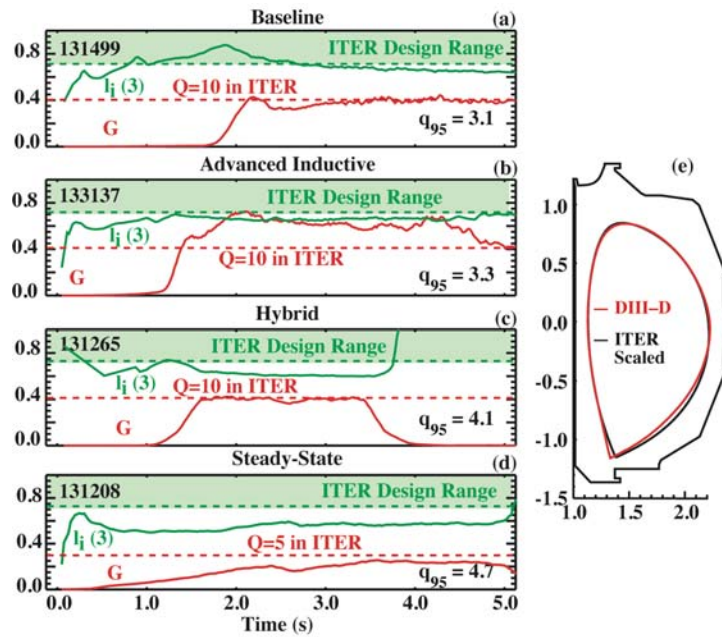 Baseline
(a)
131499
ITER Design Range
0.8
li (3)
Q=10 in ITER
0.4
G
q95 = 3.1
0.0
Advanced Inductive
(b)
133137
ITER Design Range
0.8
li (3)
0.4
Q=10 in ITER
G
q95 = 3.3
0.0
Hybrid
(c)
131265
ITER Design Range
0.8
li (3)
Q=10 in ITER
0.4
G
q95 = 4.1
0.0
Steady-State
(d)
131208
ITER Design Range
0.8
li (3)
0.4
Q=5 in ITER
G
q95 = 4.7
0.0
0.0 1.0 2.0 3.0 4.0 5.0
Time (s)
(e)
1.0
0.5
DIII–D
0.0
ITER
Scaled
-0.5
-1.0
-1.5
1.0 1.4 1.8 2.2